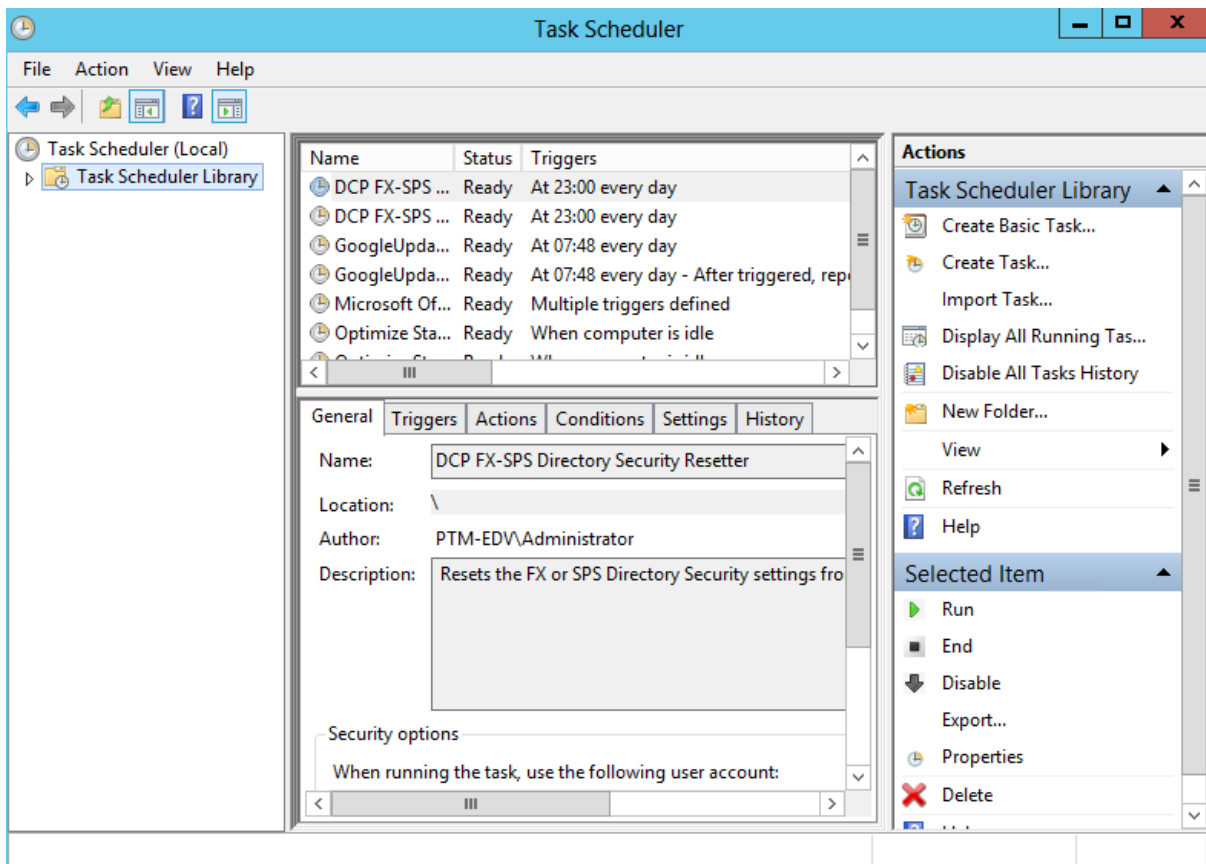 Task Scheduler
File Action View Help
Task Scheduler (Local)
Task Scheduler Library
Name Status Triggers
DCP FX-SPS ... Ready At 23:00 every day
DCP FX-SPS ... Ready At 23:00 every day
GoogleUpda... Ready At 07:48 every day
GoogleUpda... Ready At 07:48 every day - After triggered, repe
Microsoft Of... Ready Multiple triggers defined
Optimize Sta... Ready When computer is idle
General Triggers Actions Conditions Settings History
Name: DCP FX-SPS Directory Security Resetter
Location: \
Author: PTM-EDV\Administrator
Description: Resets the FX or SPS Directory Security settings fro
Security options
When running the task, use the following user account:
Actions
Task Scheduler Library
Create Basic Task...
Create Task...
Import Task...
Display All Running Tas...
Disable All Tasks History
New Folder...
View
Refresh
Help
Selected Item
Run
End
Disable
Export...
Properties
Delete